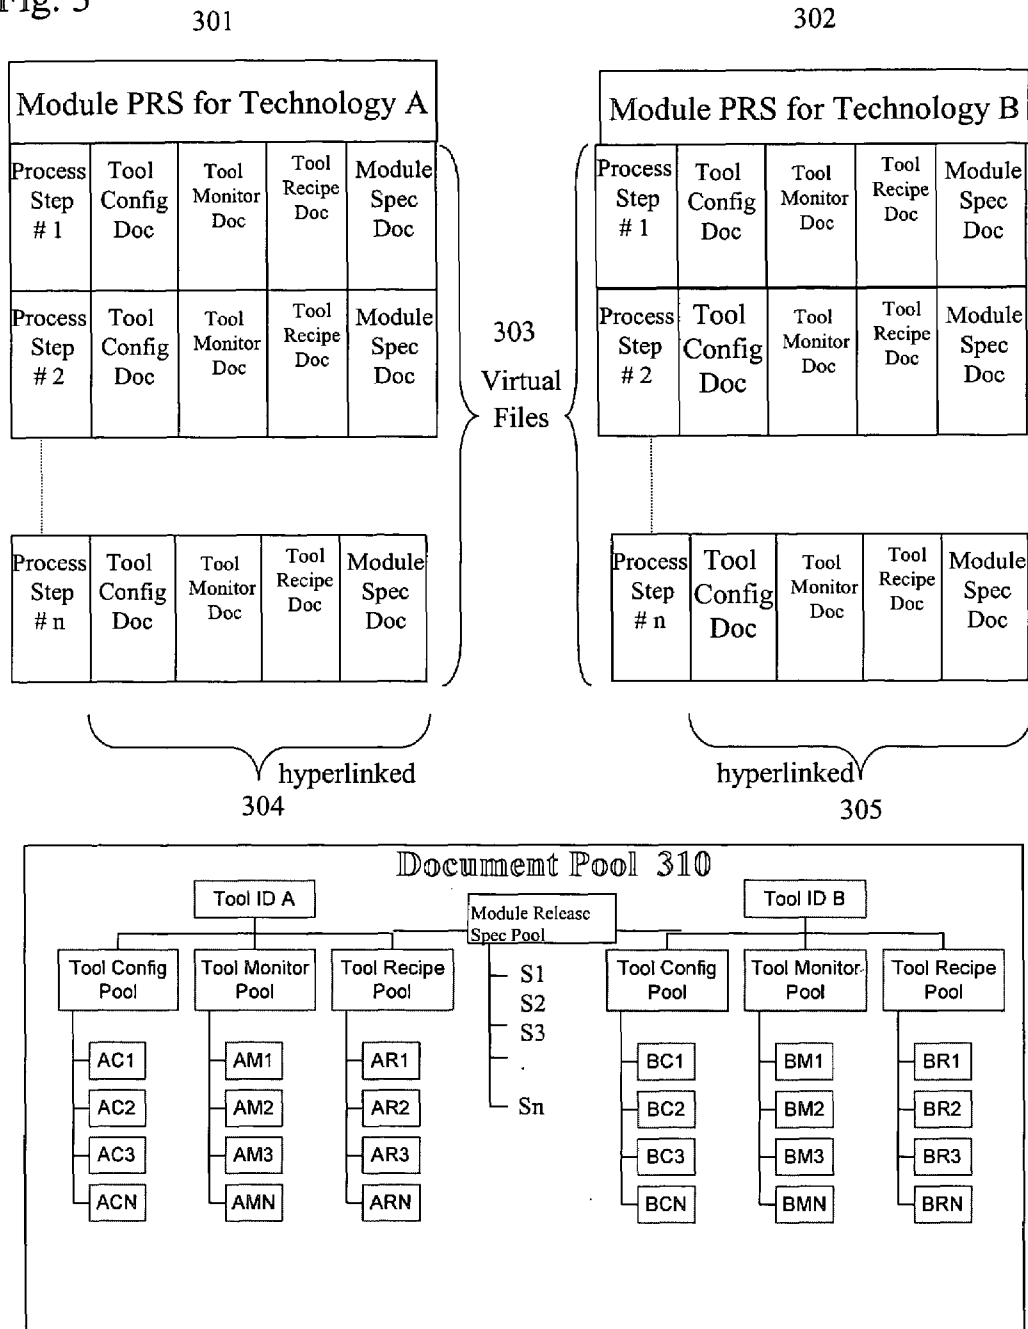 Fig. 3
301
302
Module PRS for Technology A
Process Step # 1
Tool Config Doc
Tool Monitor Doc
Tool Recipe Doc
Module Spec Doc
Process Step # 2
Tool Config Doc
Tool Monitor Doc
Tool Recipe Doc
Module Spec Doc
Process Step # n
Tool Config Doc
Tool Monitor Doc
Tool Recipe Doc
Module Spec Doc
303
Virtual
Files
Module PRS for Technology B
Process Step # 1
Tool Config Doc
Tool Monitor Doc
Tool Recipe Doc
Module Spec Doc
Process Step # 2
Tool Config Doc
Tool Monitor Doc
Tool Recipe Doc
Module Spec Doc
Process Step # n
Tool Config Doc
Tool Monitor Doc
Tool Recipe Doc
Module Spec Doc
hyperlinked
304
hyperlinked
305
Document Pool 310
Tool ID A
Tool Config Pool
Tool Monitor Pool
Tool Recipe Pool
AC1
AC2
AC3
ACN
AM1
AM2
AM3
AMN
AR1
AR2
AR3
ARN
Module Release
Spec Pool
S1
S2
S3
.
Sn
Tool ID B
Tool Config Pool
Tool Monitor Pool
Tool Recipe Pool
BC1
BC2
BC3
BCN
BM1
BM2
BM3
BMN
BR1
BR2
BR3
BRN